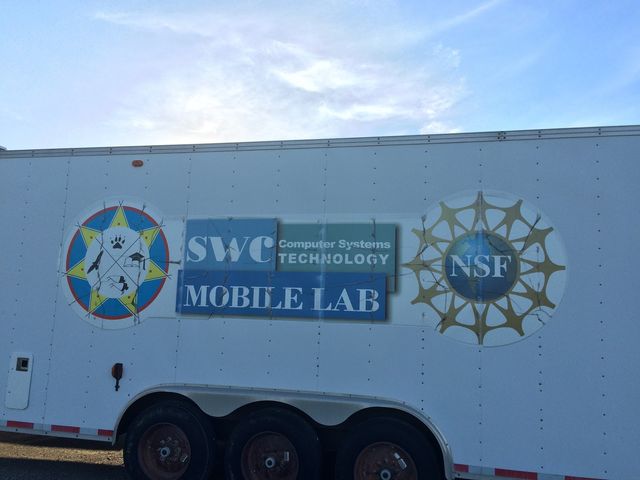 SWC
Computer Systems
TECHNOLOGY
MOBILE LAB
NSF